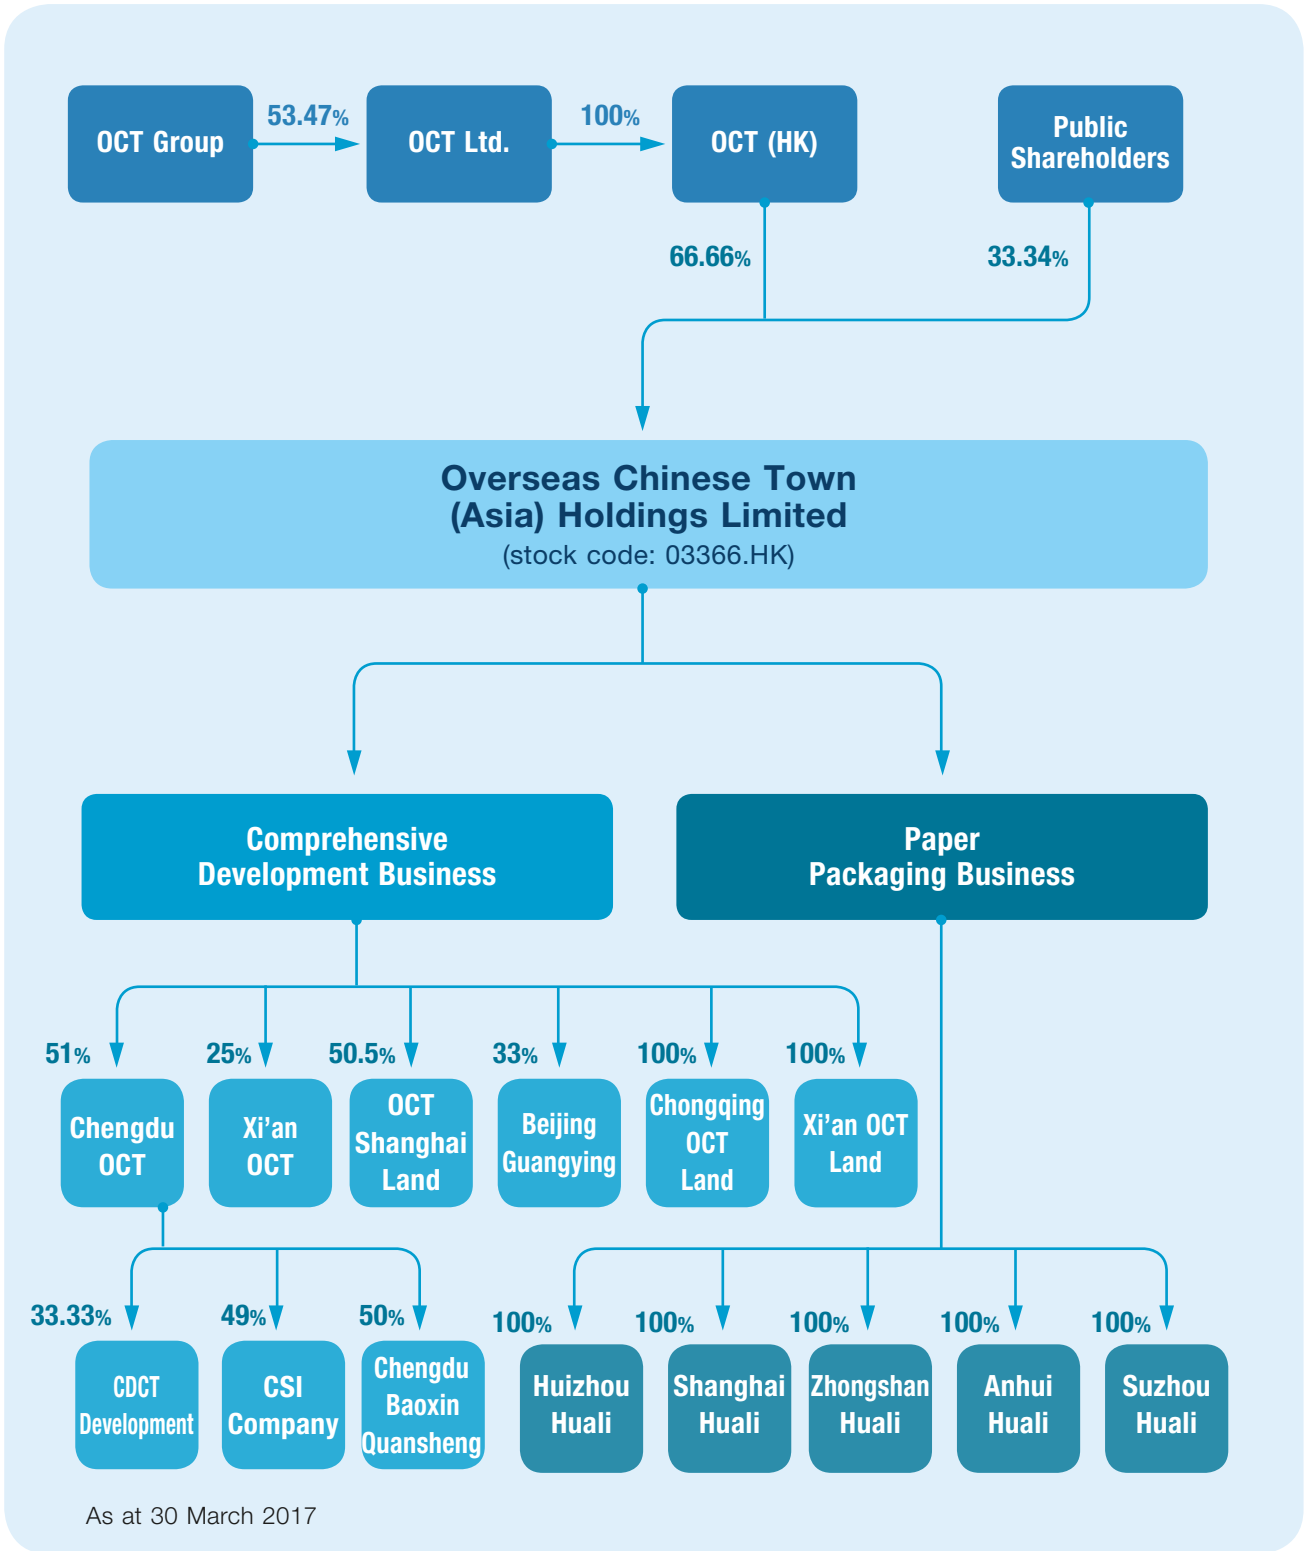 OCT Group
53.47%
OCT Ltd.
100%
OCT (HK)
Public
Shareholders
66.66%
33.34%
Overseas Chinese Town
(Asia) Holdings Limited
(stock code: 03366.HK)
Comprehensive
Development Business
Paper
Packaging Business
51%
25%
50.5%
33%
100%
100%
Chengdu
OCT
Xi’an
OCT
OCT
Shanghai
Land
Beijing
Guangying
Chongqing
OCT
Land
Xi’an OCT
Land
33.33%
49%
50%
100%
100%
100%
100%
100%
CDCT
Development
CSI
Company
Chengdu
Baoxin
Quansheng
Huizhou
Huali
Shanghai
Huali
Zhongshan
Huali
Anhui
Huali
Suzhou
Huali
As at 30 March 2017